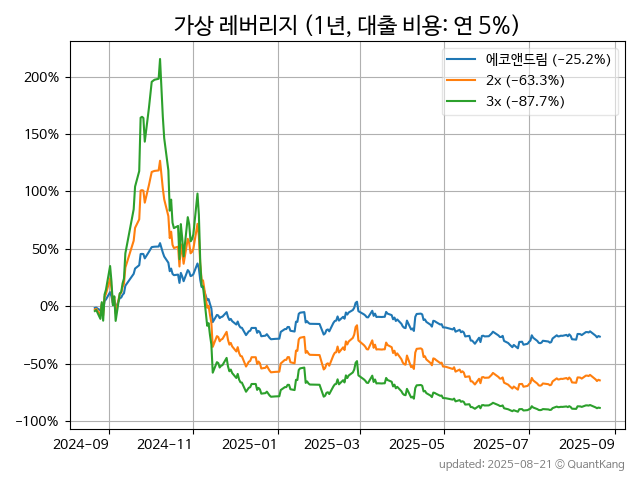 가상 레버리지 (1년, 대출 비용: 연 5%)
에코앤드림 (-25.2%)
2x (-63.3%)
3x (-87.7%)
200%
150%
100%
50%
0%
−50%
−100%
2024-09 2024-11 2025-01 2025-03 2025-05 2025-07 2025-09
updated: 2025-08-21 © QuantKang